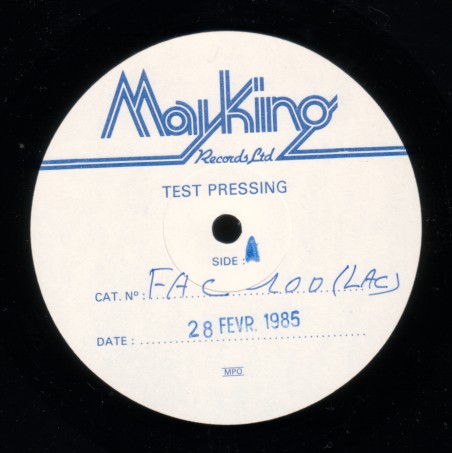 MayKing
Records Ltd
TEST PRESSING
SIDE : A
CAT. Nº : FAC 100 (LAC)
DATE : 28 FEVR. 1985
MPO